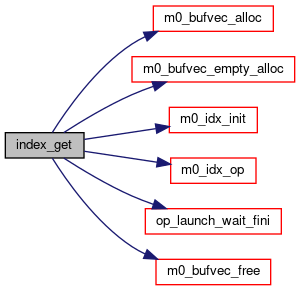 m0_bufvec_alloc
m0_bufvec_empty_alloc
m0_idx_init
index_get
m0_idx_op
op_launch_wait_fini
m0_bufvec_free